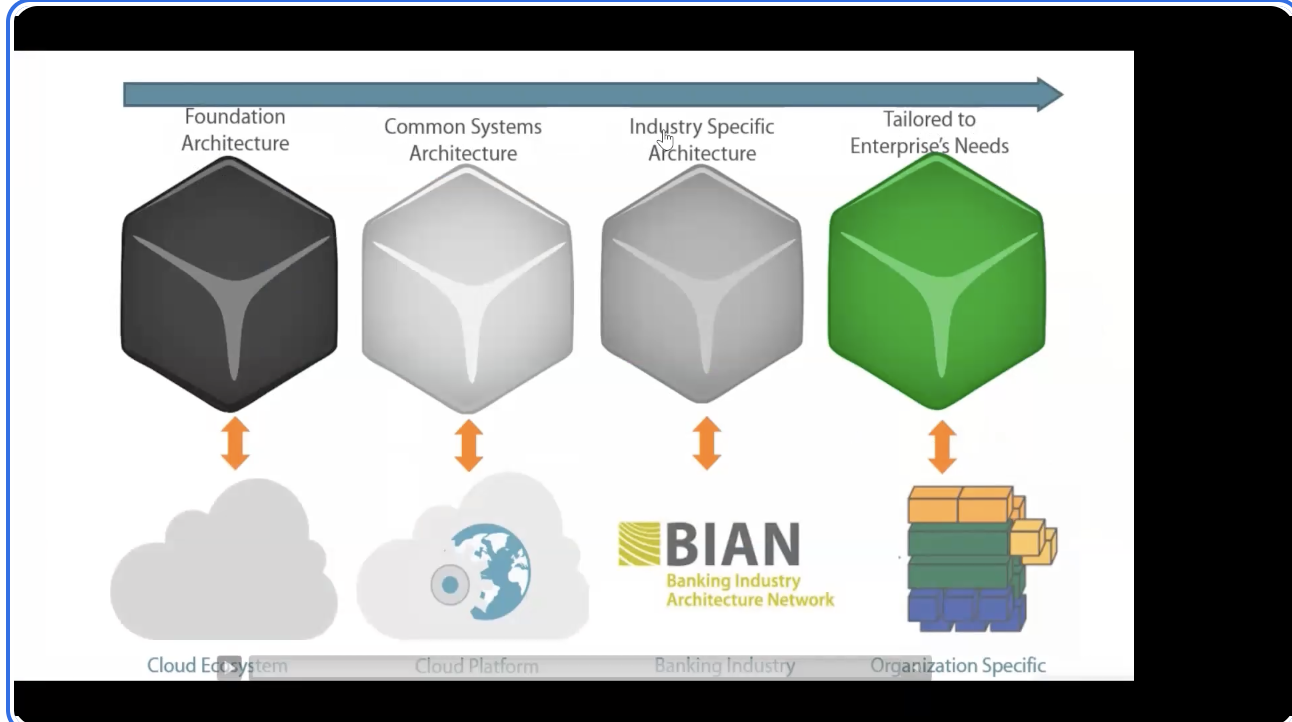 Foundation
Architecture
Common Systems
Architecture
Industry Specific
Architecture
Tailored to
Enterprise's Needs
BIAN
Banking Industry
Architecture Network
Cloud Ecosystem
Cloud Platform
Banking Industry
Organization Specific